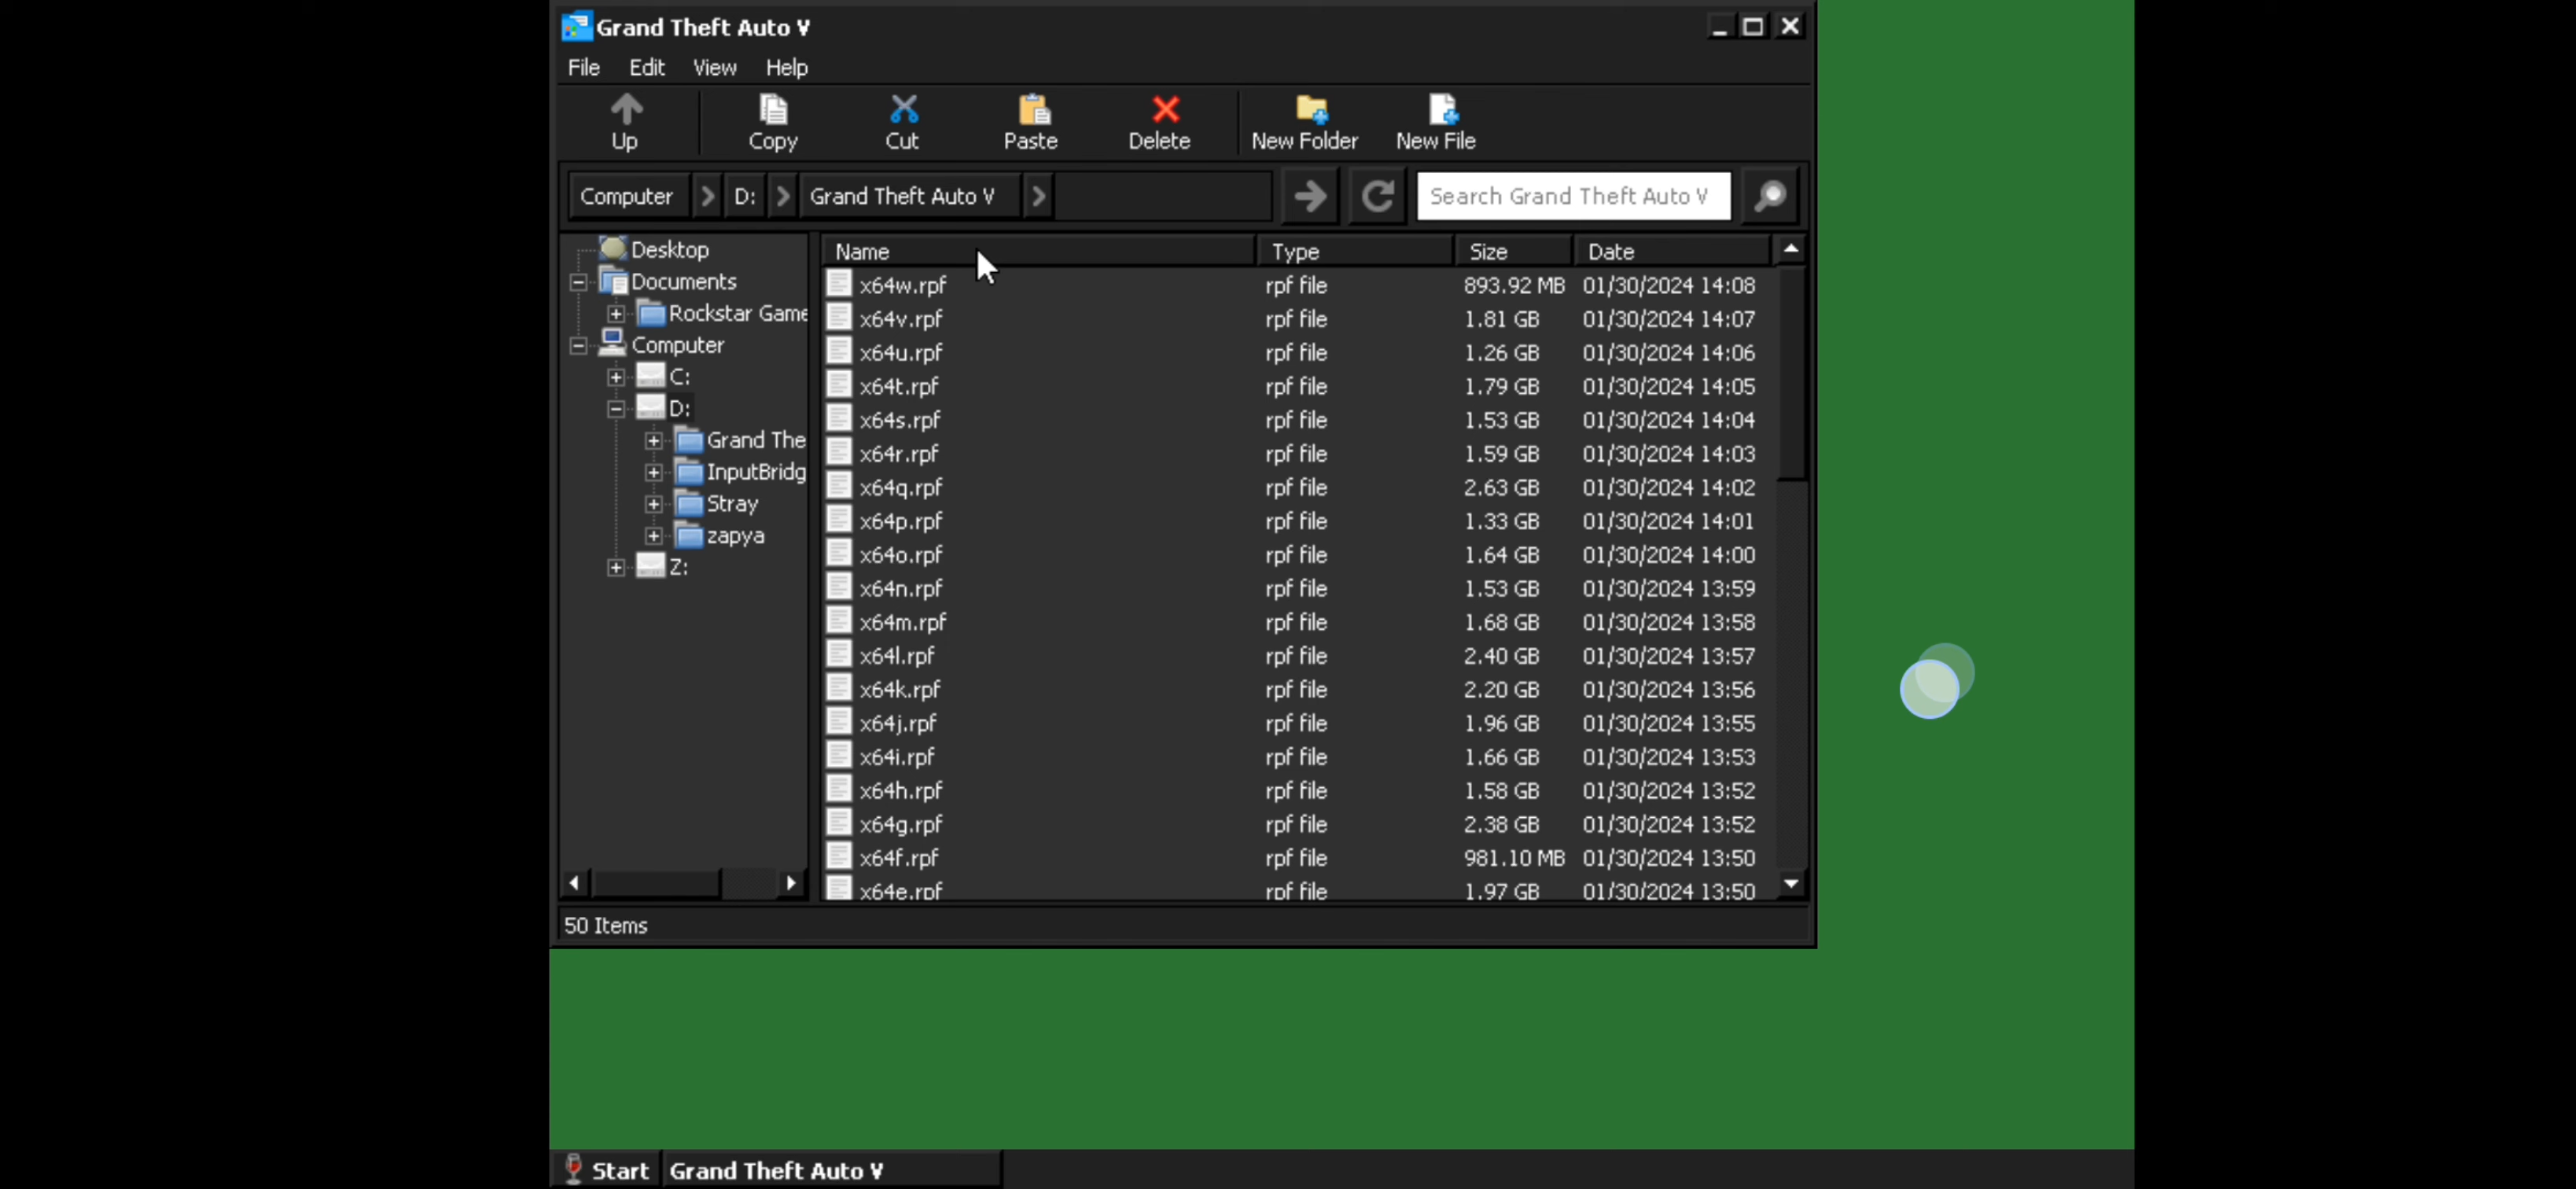 Grand Theft Auto V
File Edit View Help
Up Copy Cut Paste Delete New Folder New File
Computer D: Grand Theft Auto V Search Grand Theft Auto V
Desktop
Documents
Rockstar Game
Computer
C:
D:
Grand The
InputBridg
Stray
zapya
Z:
Name Type Size Date
x64w.rpf rpf file 893.92 MB 01/30/2024 14:08
x64v.rpf rpf file 1.81 GB 01/30/2024 14:07
x64u.rpf rpf file 1.26 GB 01/30/2024 14:06
x64t.rpf rpf file 1.79 GB 01/30/2024 14:05
x64s.rpf rpf file 1.53 GB 01/30/2024 14:04
x64r.rpf rpf file 1.59 GB 01/30/2024 14:03
x64q.rpf rpf file 2.63 GB 01/30/2024 14:02
x64p.rpf rpf file 1.33 GB 01/30/2024 14:01
x64o.rpf rpf file 1.64 GB 01/30/2024 14:00
x64n.rpf rpf file 1.53 GB 01/30/2024 13:59
x64m.rpf rpf file 1.68 GB 01/30/2024 13:58
x64l.rpf rpf file 2.40 GB 01/30/2024 13:57
x64k.rpf rpf file 2.20 GB 01/30/2024 13:56
x64j.rpf rpf file 1.96 GB 01/30/2024 13:55
x64i.rpf rpf file 1.66 GB 01/30/2024 13:53
x64h.rpf rpf file 1.58 GB 01/30/2024 13:52
x64g.rpf rpf file 2.38 GB 01/30/2024 13:52
x64f.rpf rpf file 981.10 MB 01/30/2024 13:50
x64e.rpf rpf file 1.97 GB 01/30/2024 13:50
50 Items
Start Grand Theft Auto V